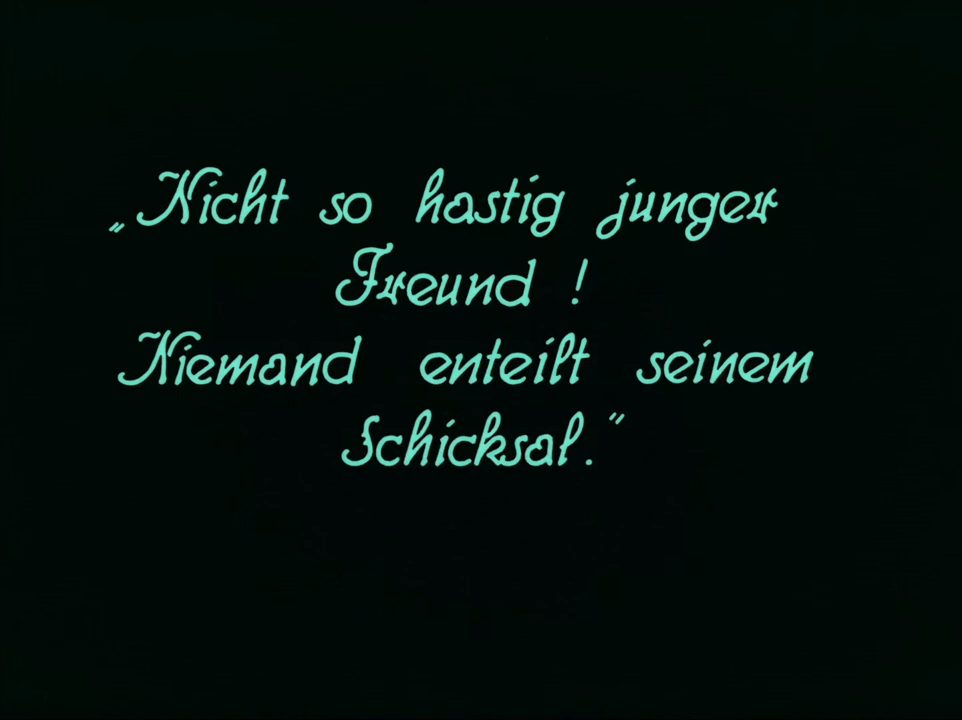 „Nicht so hastig junger
Freund !
Niemand enteilt seinem
Schicksal.“